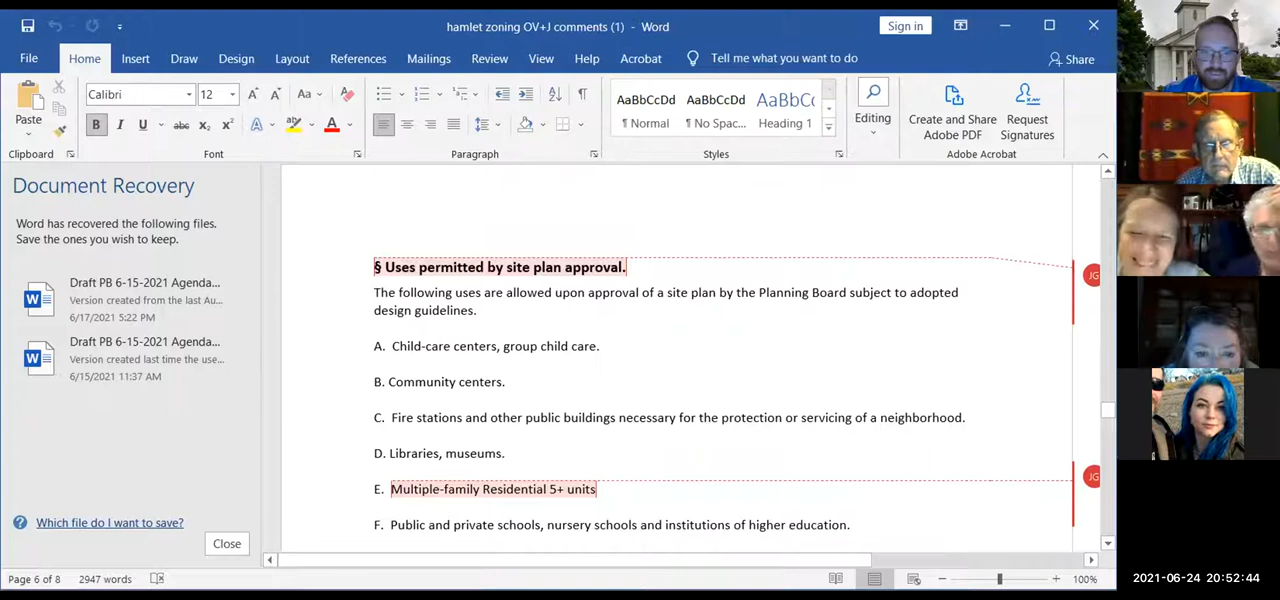 hamlet zoning OV+J comments (1) - Word
Sign in
File Home Insert Draw Design Layout References Mailings Review View Help Acrobat Tell me what you want to do Share
Paste
Calibri 12
Aa
B I U abc X₂ X² A A
AaBbCcDd AaBbCcDd AaBbCc
¶ Normal ¶ No Spac... Heading 1
Editing
Create and Share Adobe PDF
Request Signatures
Clipboard Font Paragraph Styles Adobe Acrobat
Document Recovery
Word has recovered the following files.
Save the ones you wish to keep.
Draft PB 6-15-2021 Agenda...
Version created from the last Au...
6/17/2021 5:22 PM
Draft PB 6-15-2021 Agenda...
Version created last time the use...
6/15/2021 11:37 AM
Which file do I want to save?
Close
§ Uses permitted by site plan approval.
The following uses are allowed upon approval of a site plan by the Planning Board subject to adopted
design guidelines.
A. Child-care centers, group child care.
B. Community centers.
C. Fire stations and other public buildings necessary for the protection or servicing of a neighborhood.
D. Libraries, museums.
E. Multiple-family Residential 5+ units
F. Public and private schools, nursery schools and institutions of higher education.
JG
JG
Page 6 of 8 2947 words
100%
2021-06-24 20:52:44